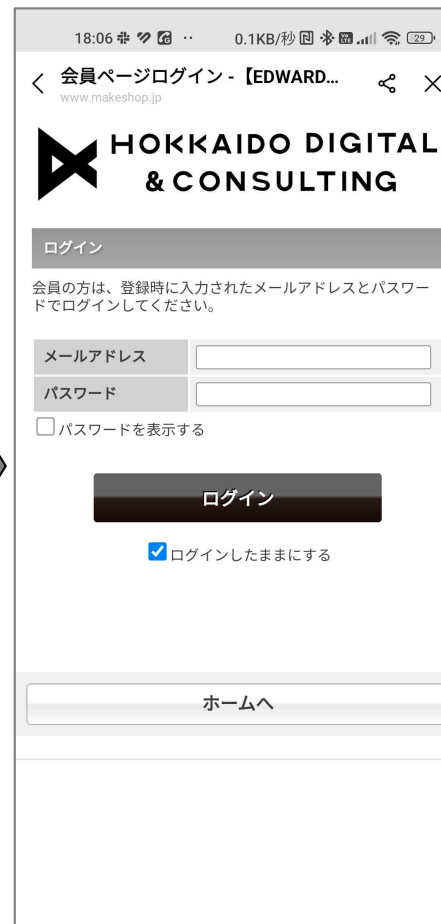 18:06 0.1KB/秒 29
会員ページログイン -【EDWARD...
www.makeshop.jp
HOKKAIDO DIGITAL
& CONSULTING
ログイン
会員の方は、登録時に入力されたメールアドレスとパスワー
ドでログインしてください。
メールアドレス
パスワード
パスワードを表示する
ログイン
ログインしたままにする
ホームへ